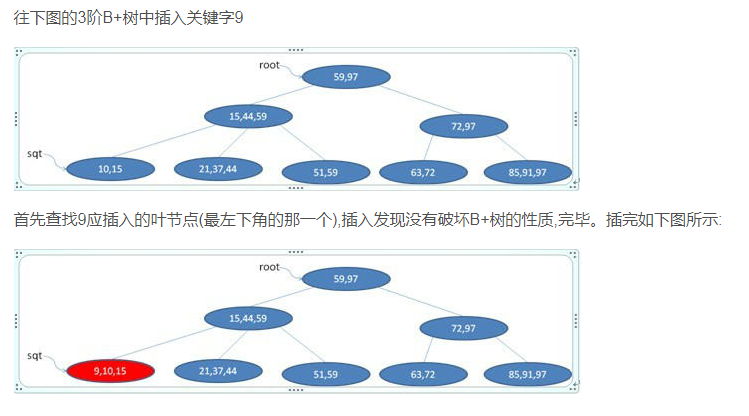 往下图的3阶B+树中插入关键字9
root
59,97
15,44,59
72,97
sqt
10,15
21,37,44
51,59
63,72
85,91,97
首先查找9应插入的叶节点(最左下角的那一个),插入发现没有破坏B+树的性质,完毕。插完如下图所示:
root
59,97
15,44,59
72,97
sqt
9,10,15
21,37,44
51,59
63,72
85,91,97